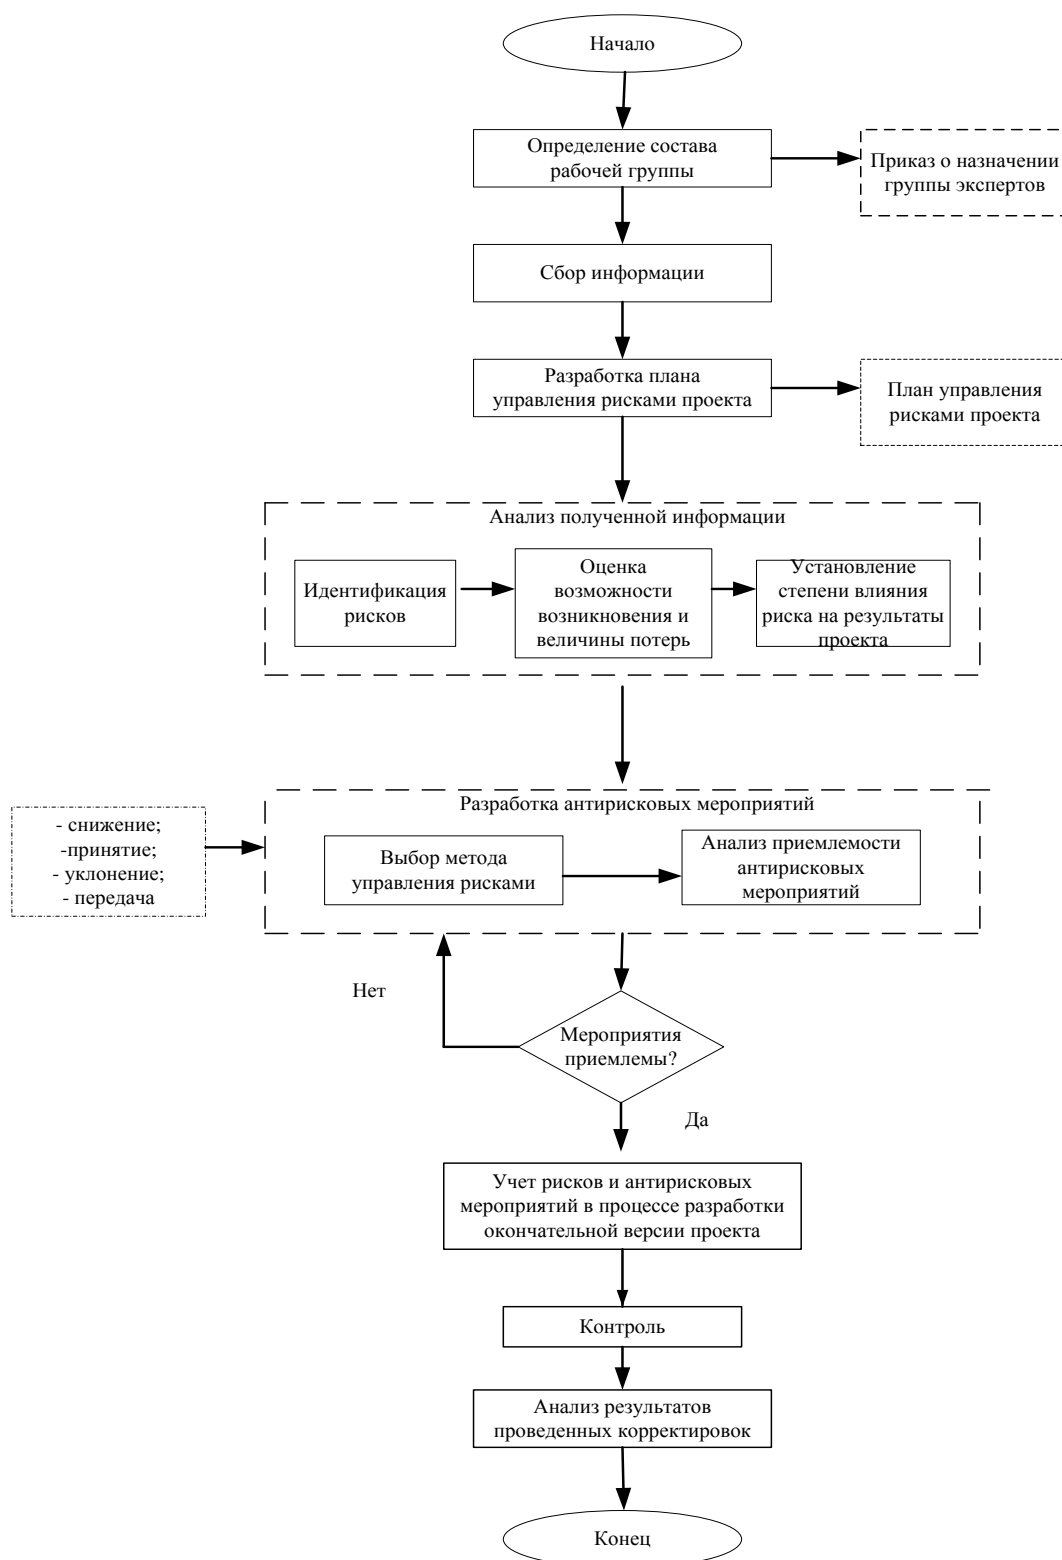 Начало
Определение состава
рабочей группы
Приказ о назначении
группы экспертов
Сбор информации
Разработка плана
управления рисками проекта
План управления
рисками проекта
Анализ полученной информации
Идентификация
рисков
Оценка
возможности
возникновения и
величины потерь
Установление
степени влияния
риска на результаты
проекта
Разработка антирисковых мероприятий
- снижение;
-принятие;
- уклонение;
- передача
Выбор метода
управления рисками
Анализ приемлемости
антирисковых
мероприятий
Нет
Мероприятия
приемлемы?
Да
Учет рисков и антирисковых
мероприятий в процессе разработки
окончательной версии проекта
Контроль
Анализ результатов
проведенных корректировок
Конец